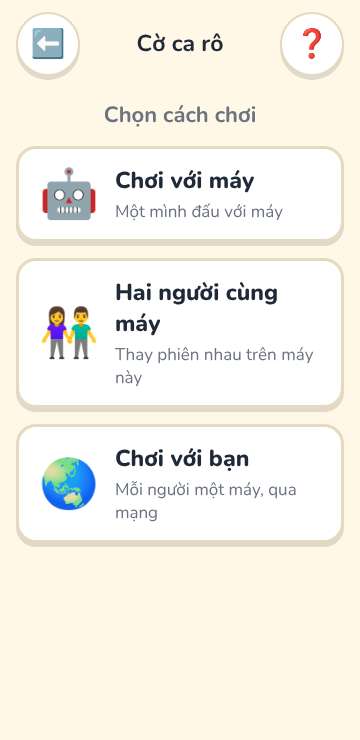 Cờ ca rô
Chọn cách chơi
Chơi với máy
Một mình đấu với máy
Hai người cùng
máy
Thay phiên nhau trên máy
này
Chơi với bạn
Mỗi người một máy, qua
mạng